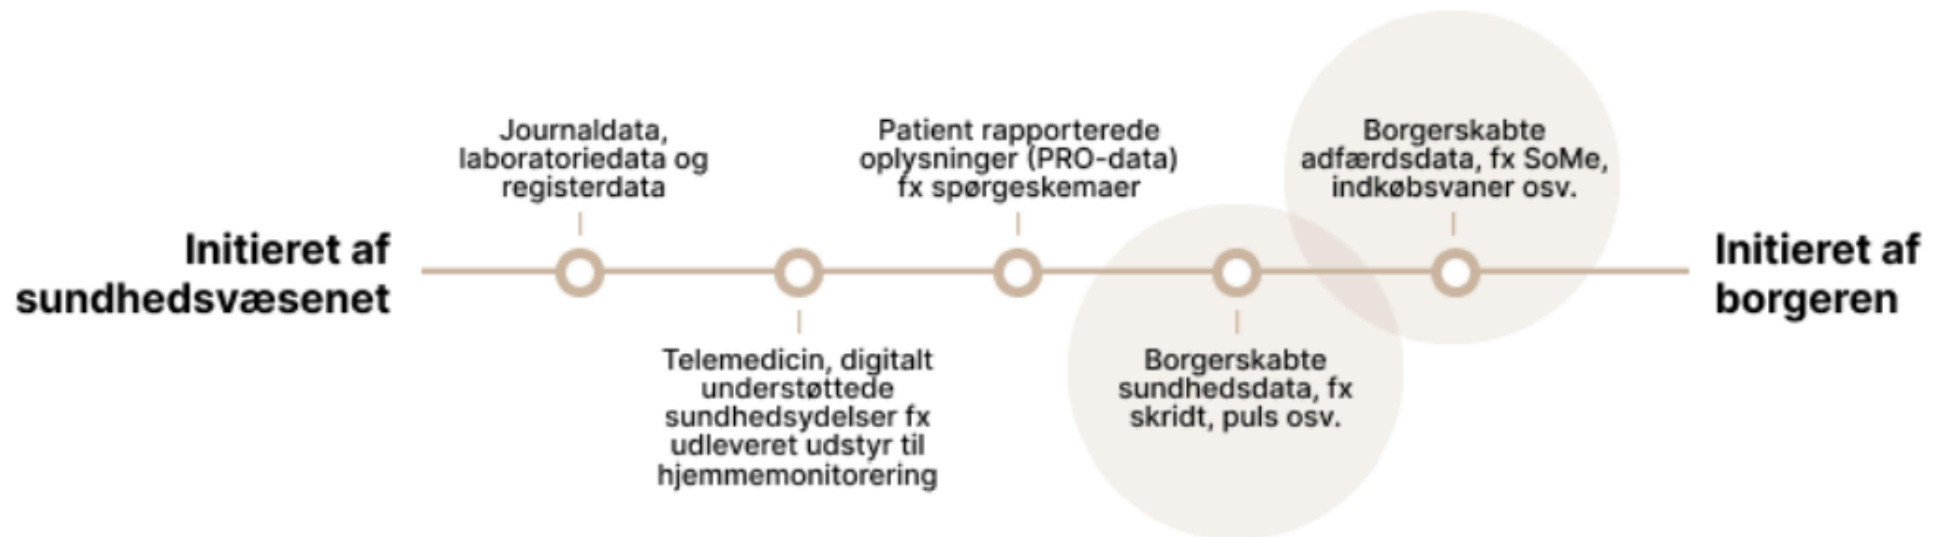 Initieret af
sundhedsvæsenet
Journaldata,
laboratoriedata og
registerdata
Telemedicin, digitalt
understøttede
sundhedsydelser fx
udleveret udstyr til
hjemmemonitorering
Patient rapporterede
oplysninger (PRO-data)
fx spørgeskemaer
Borgerskabte
sundhedsdata, fx
skridt, puls osv.
Borgerskabte
adfærdsdata, fx SoMe,
indkøbsvaner osv.
Initieret af
borgeren